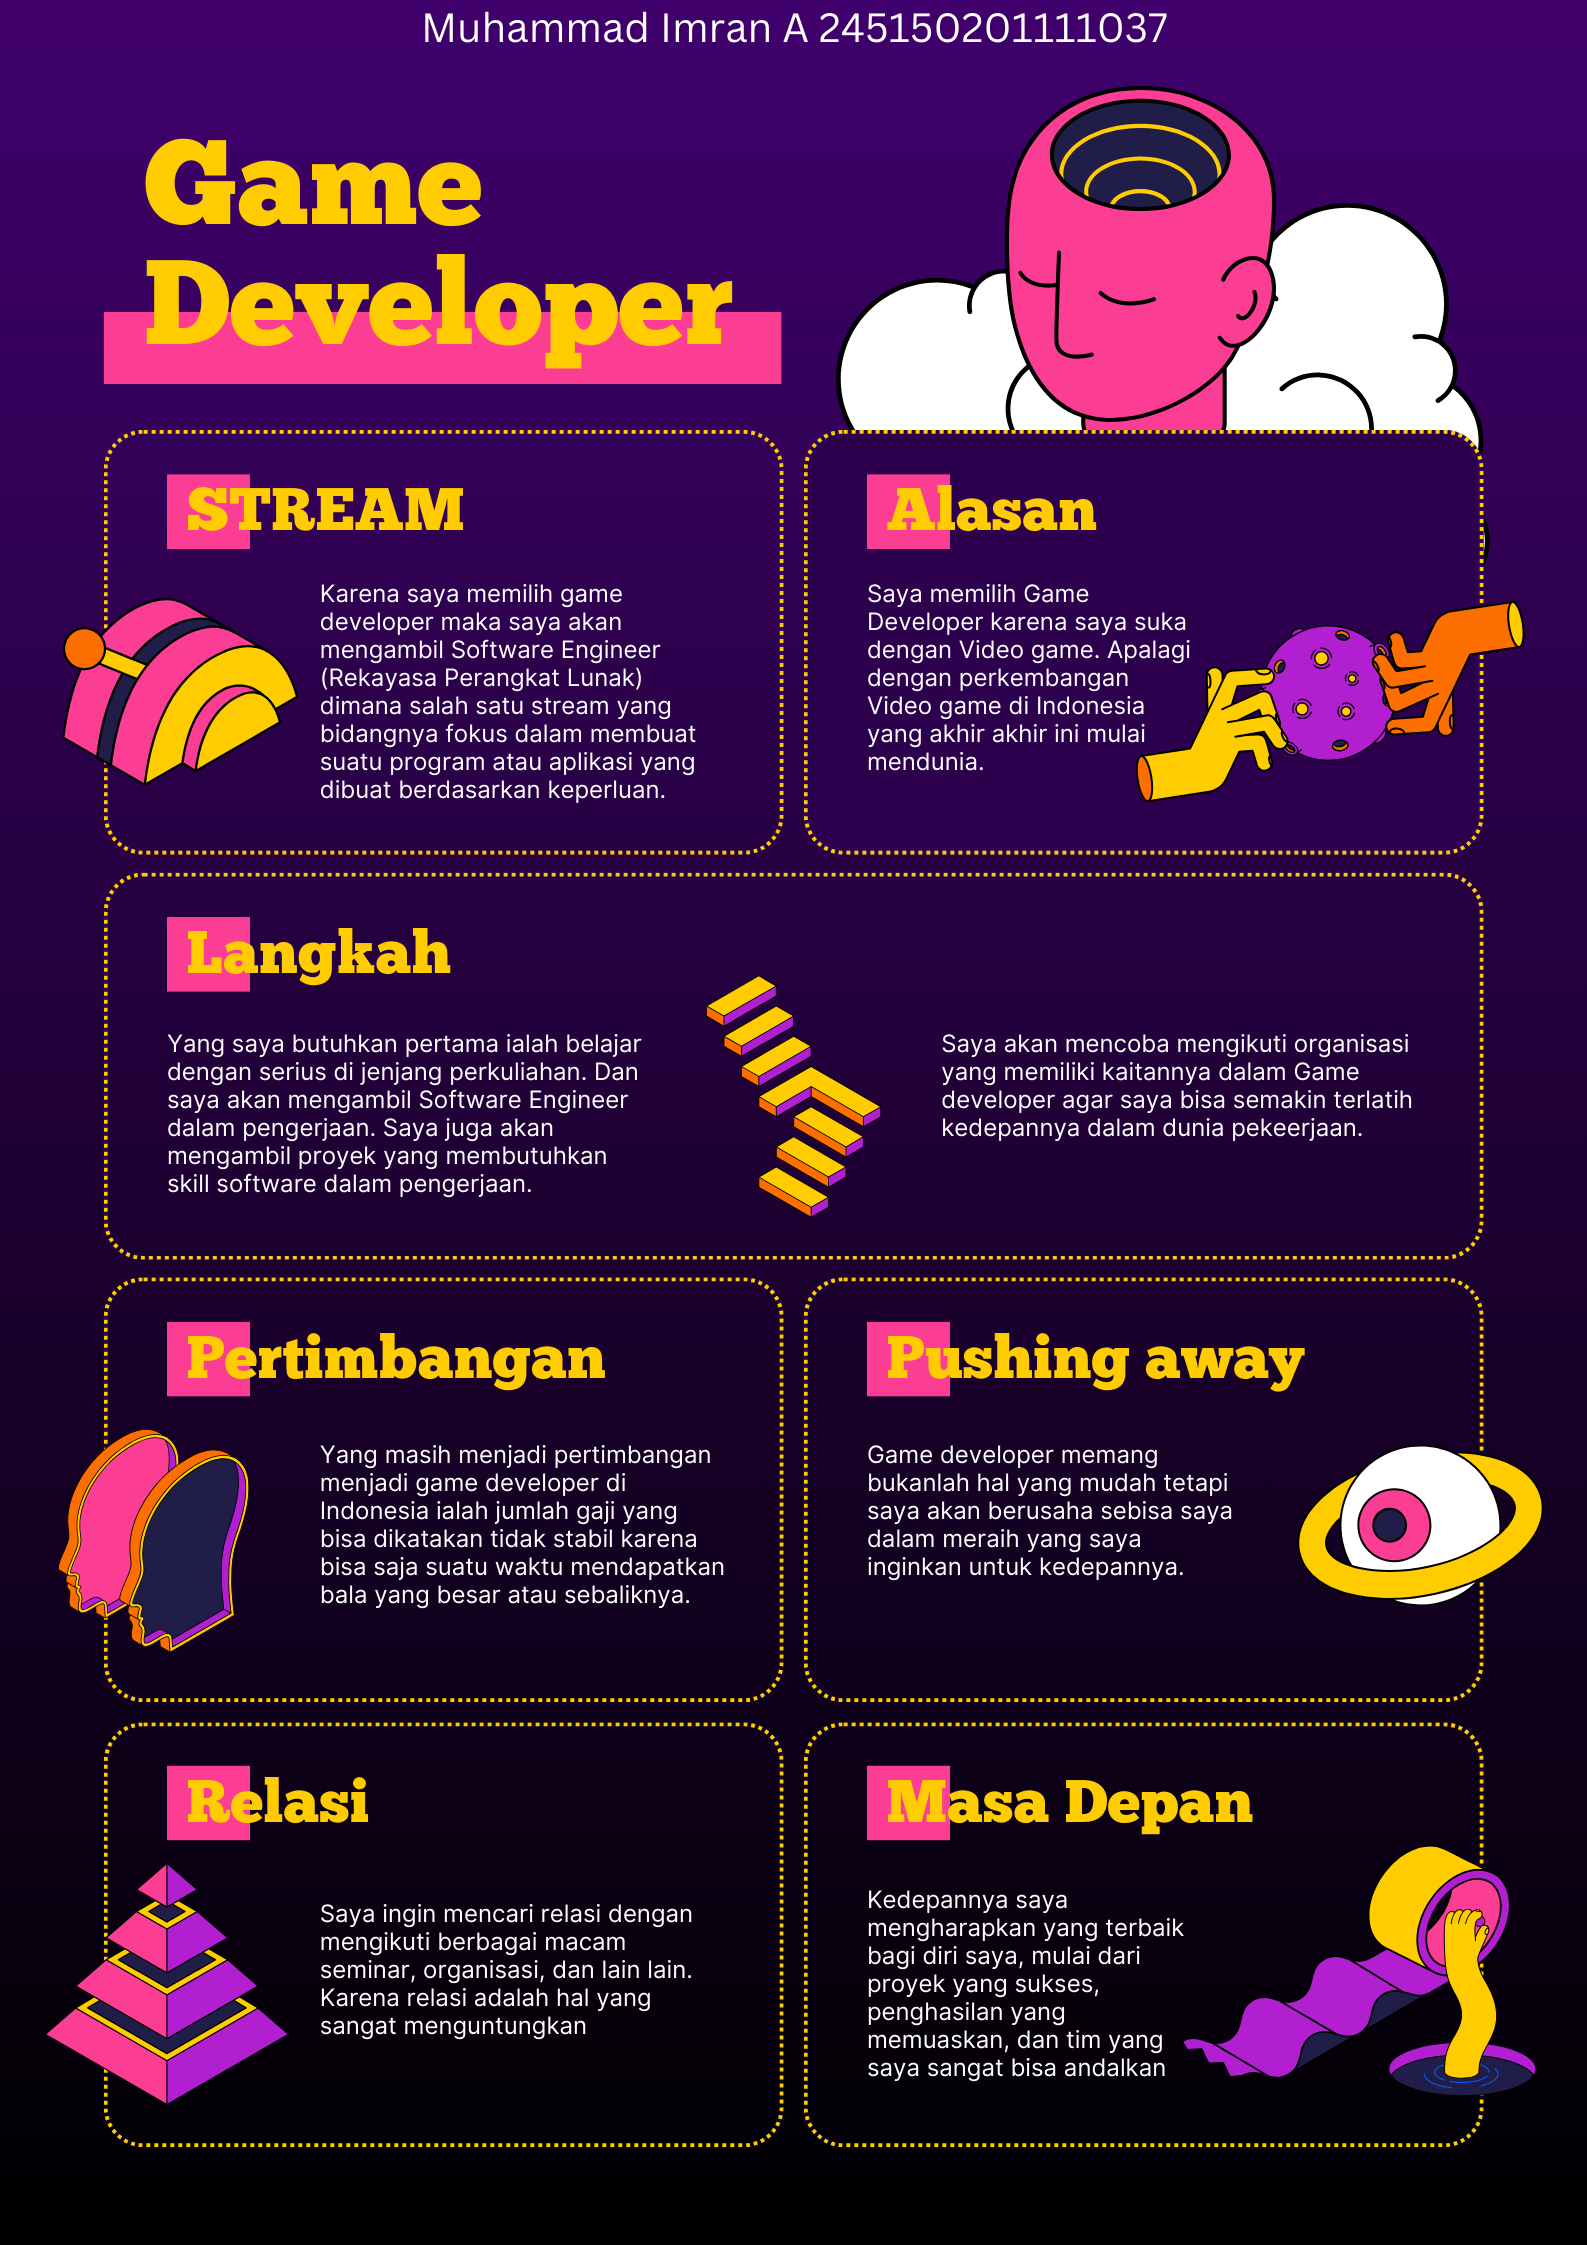 Muhammad Imran A 245150201111037
Game
Developer
STREAM
Karena saya memilih game
developer maka saya akan
mengambil Software Engineer
(Rekayasa Perangkat Lunak)
dimana salah satu stream yang
bidangnya fokus dalam membuat
suatu program atau aplikasi yang
dibuat berdasarkan keperluan.
Alasan
Saya memilih Game
Developer karena saya suka
dengan Video game. Apalagi
dengan perkembangan
Video game di Indonesia
yang akhir akhir ini mulai
mendunia.
Langkah
Yang saya butuhkan pertama ialah belajar
dengan serius di jenjang perkuliahan. Dan
saya akan mengambil Software Engineer
dalam pengerjaan. Saya juga akan
mengambil proyek yang membutuhkan
skill software dalam pengerjaan.
Saya akan mencoba mengikuti organisasi
yang memiliki kaitannya dalam Game
developer agar saya bisa semakin terlatih
kedepannya dalam dunia pekeerjaan.
Pertimbangan
Yang masih menjadi pertimbangan
menjadi game developer di
Indonesia ialah jumlah gaji yang
bisa dikatakan tidak stabil karena
bisa saja suatu waktu mendapatkan
bala yang besar atau sebaliknya.
Pushing away
Game developer memang
bukanlah hal yang mudah tetapi
saya akan berusaha sebisa saya
dalam meraih yang saya
inginkan untuk kedepannya.
Relasi
Saya ingin mencari relasi dengan
mengikuti berbagai macam
seminar, organisasi, dan lain lain.
Karena relasi adalah hal yang
sangat menguntungkan
Masa Depan
Kedepannya saya
mengharapkan yang terbaik
bagi diri saya, mulai dari
proyek yang sukses,
penghasilan yang
memuaskan, dan tim yang
saya sangat bisa andalkan